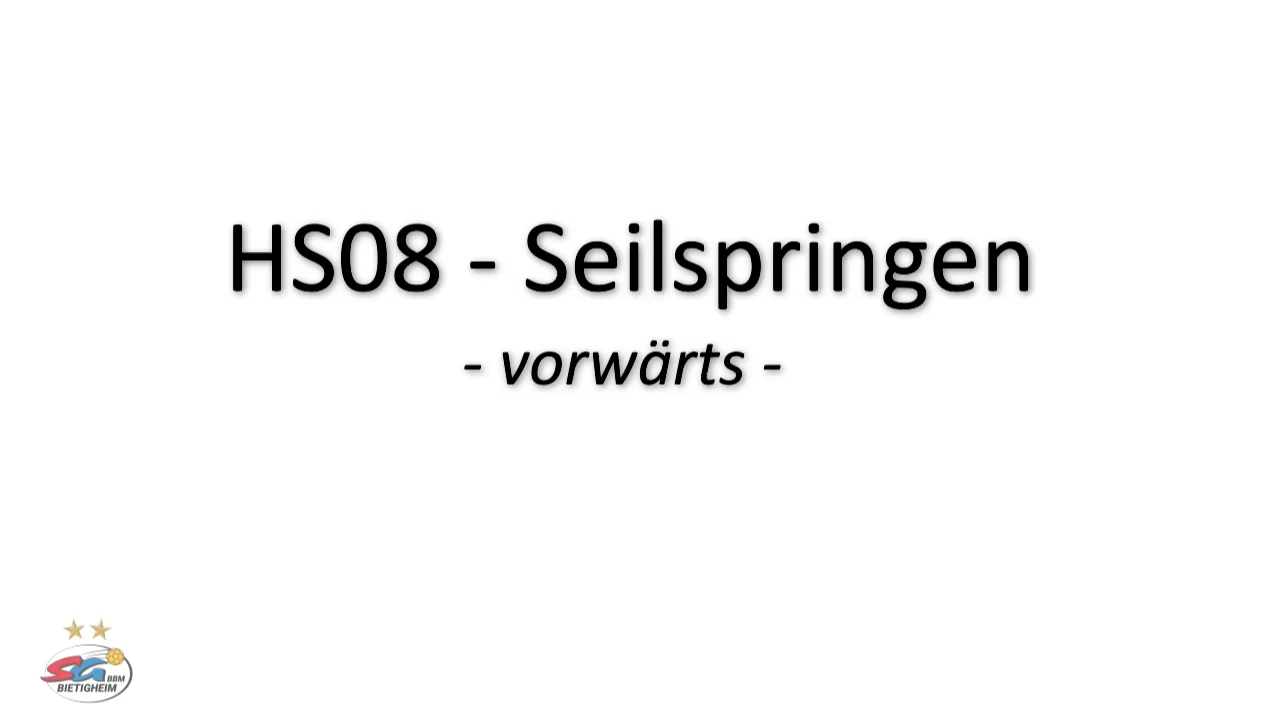 HS08 - Seilspringen
- vorwärts -
SG
BBM
BIETIGHEIM